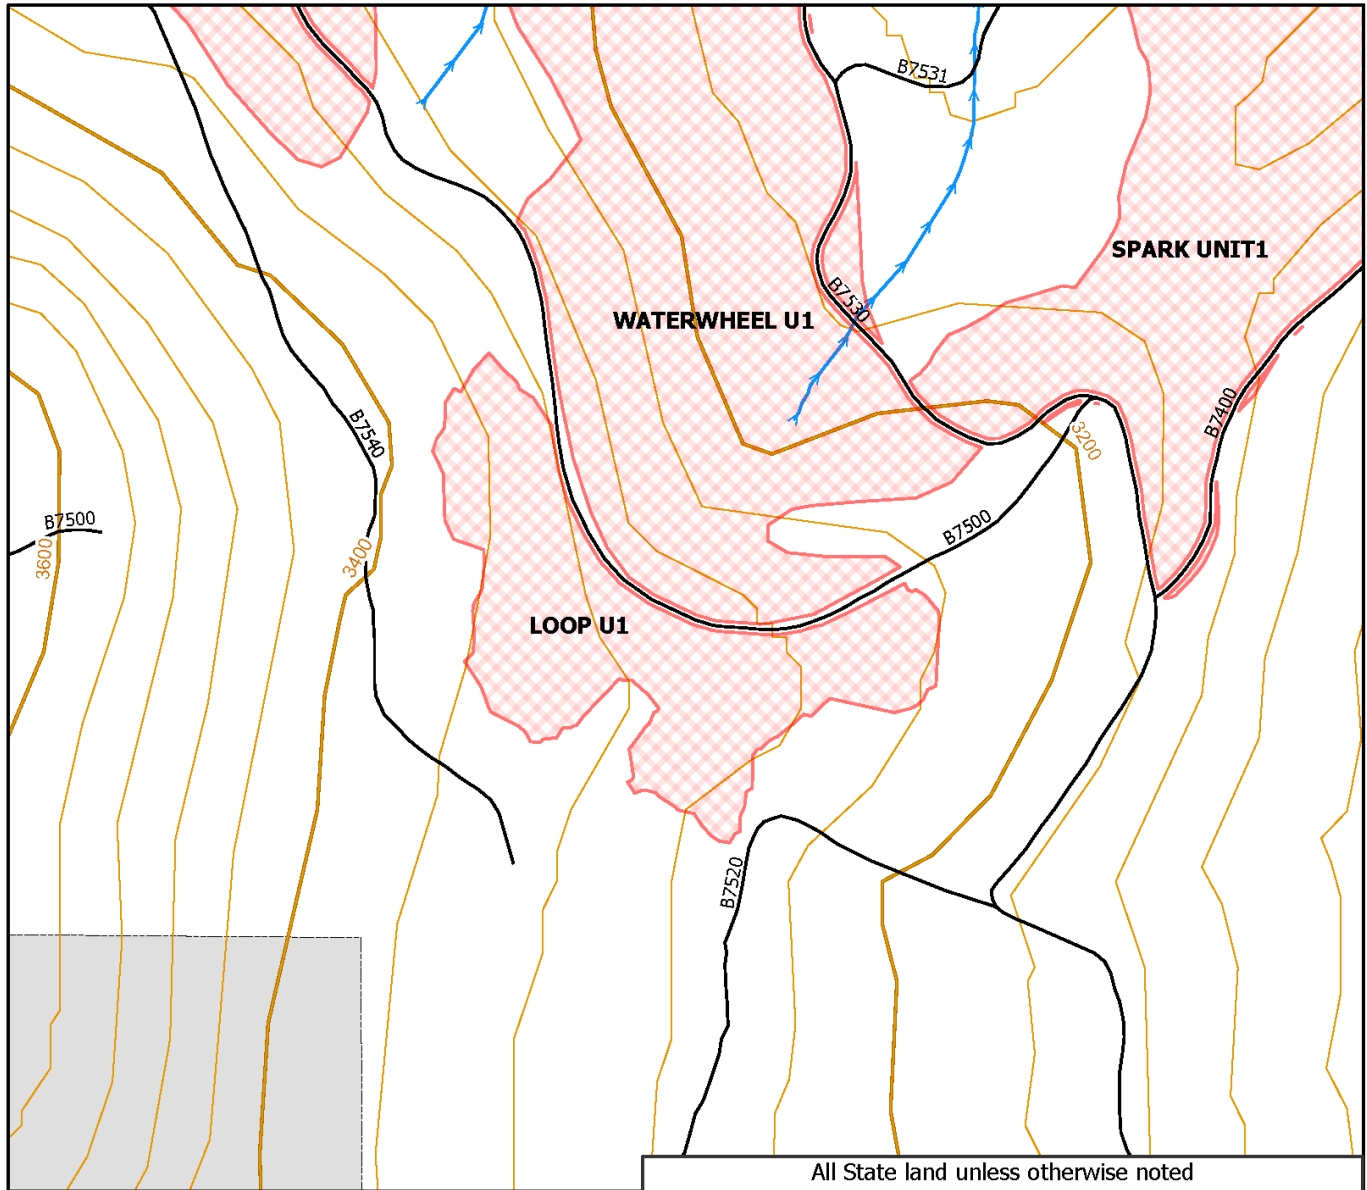 B7531
SPARK UNIT1
B7530
WATERWHEEL U1
B7400
B7540
3200
B7500
B7500
3400
3600
LOOP U1
B7520
All State land unless otherwise noted